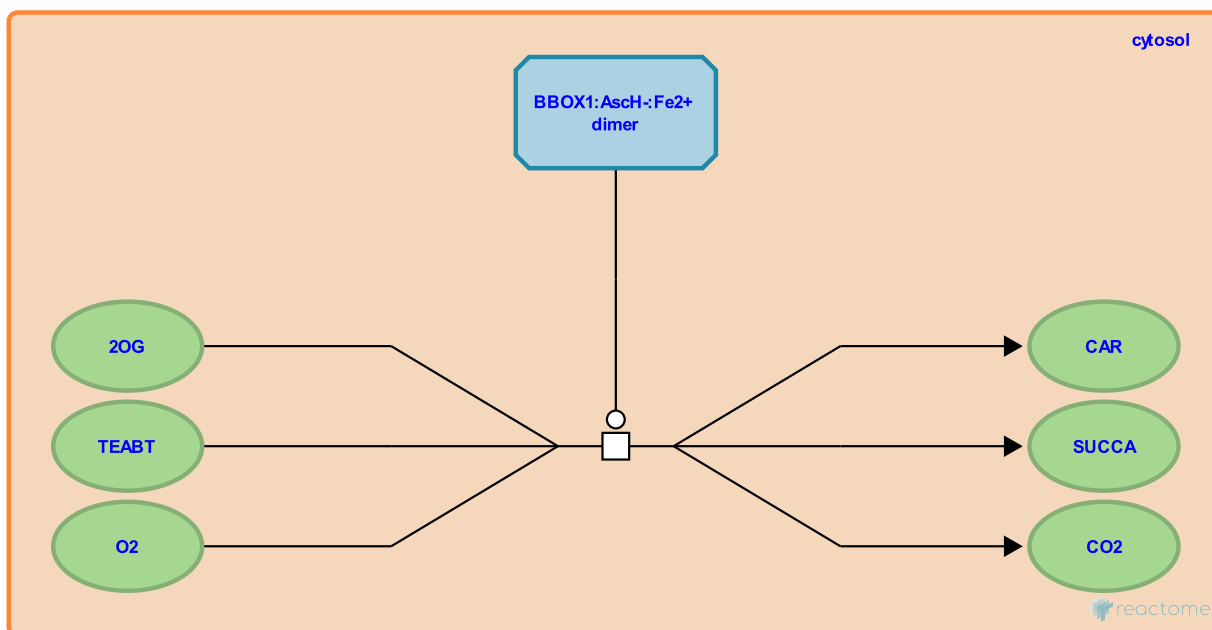 cytosol
BBOX1:AscH-:Fe2+
dimer
2OG
CAR
TEABT
SUCCA
O2
CO2
reactome